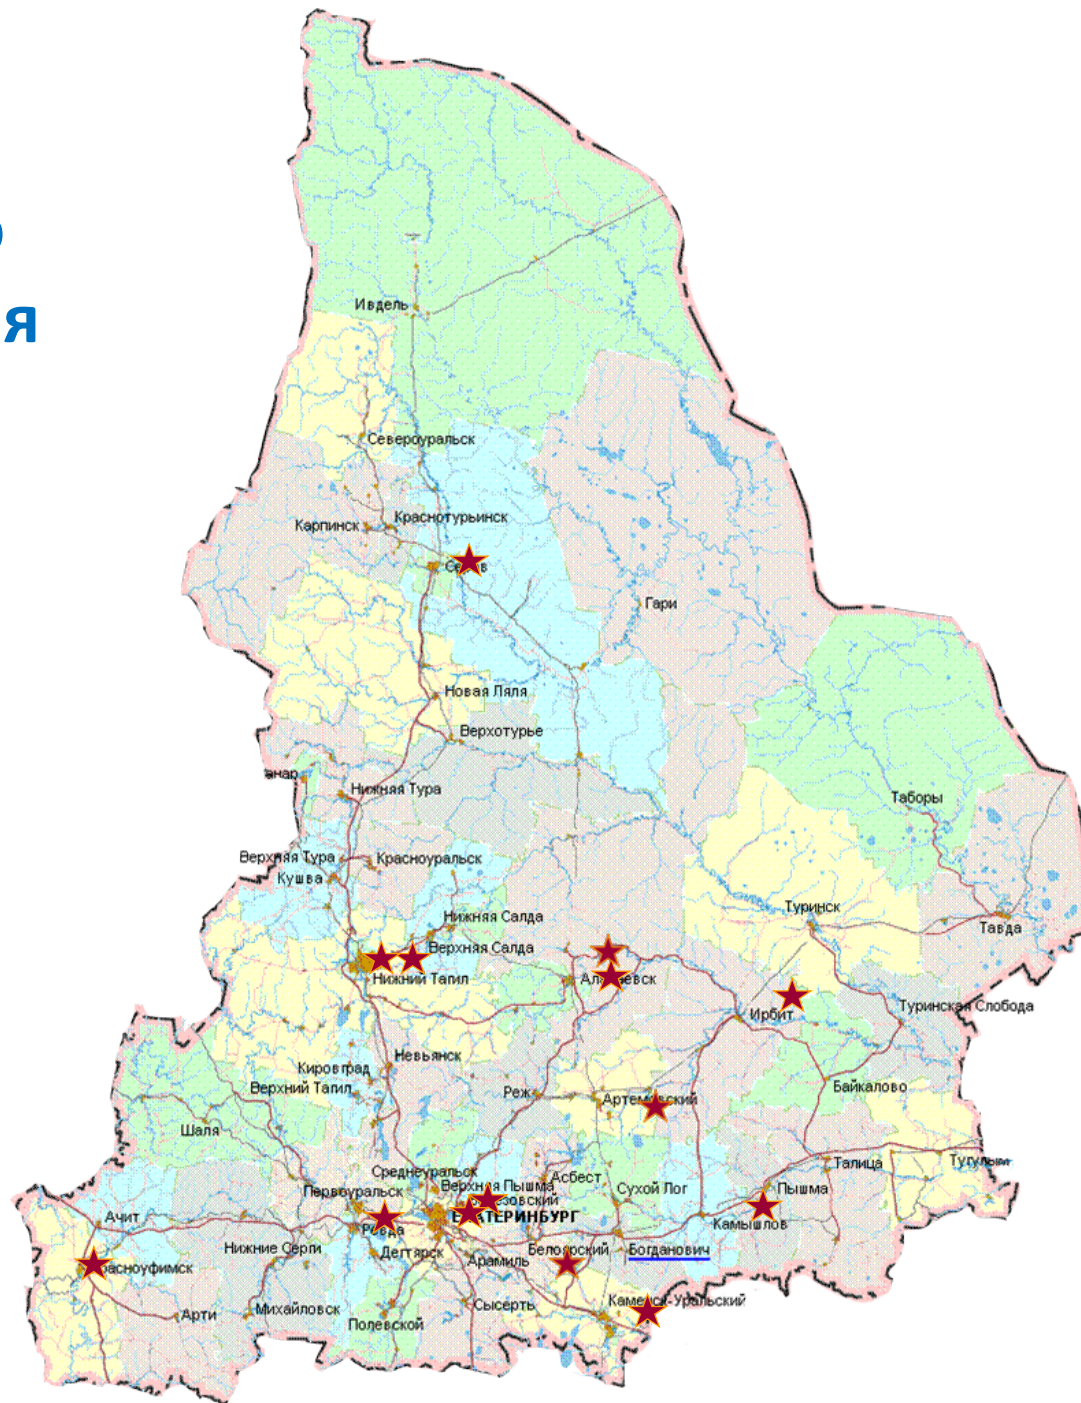 я
Ивдель
Североуральск
Краснотурьинск
Карпинск
Гари
Новая Ляля
Верхотурье
Нижняя Тура
Таборы
Верхняя Тура
Красноуральск
Кушва
Туринск
Нижняя Салда
Тавда
Верхняя Салда
Нижний Тагил
Туринская Слобода
Ирбит
Невьянск
Кировград
Верхний Тагил
Байкалово
Реж
Шаля
Талица
Среднеуральск
Асбест
Верхняя Пышма
Пышма
Первоуральск
Сухой Лог
Ачит
Камышлов
Нижние Серги
Дегтярск
Богданович
Арамиль
Михайловск
Сысерть
Арти
Полевской